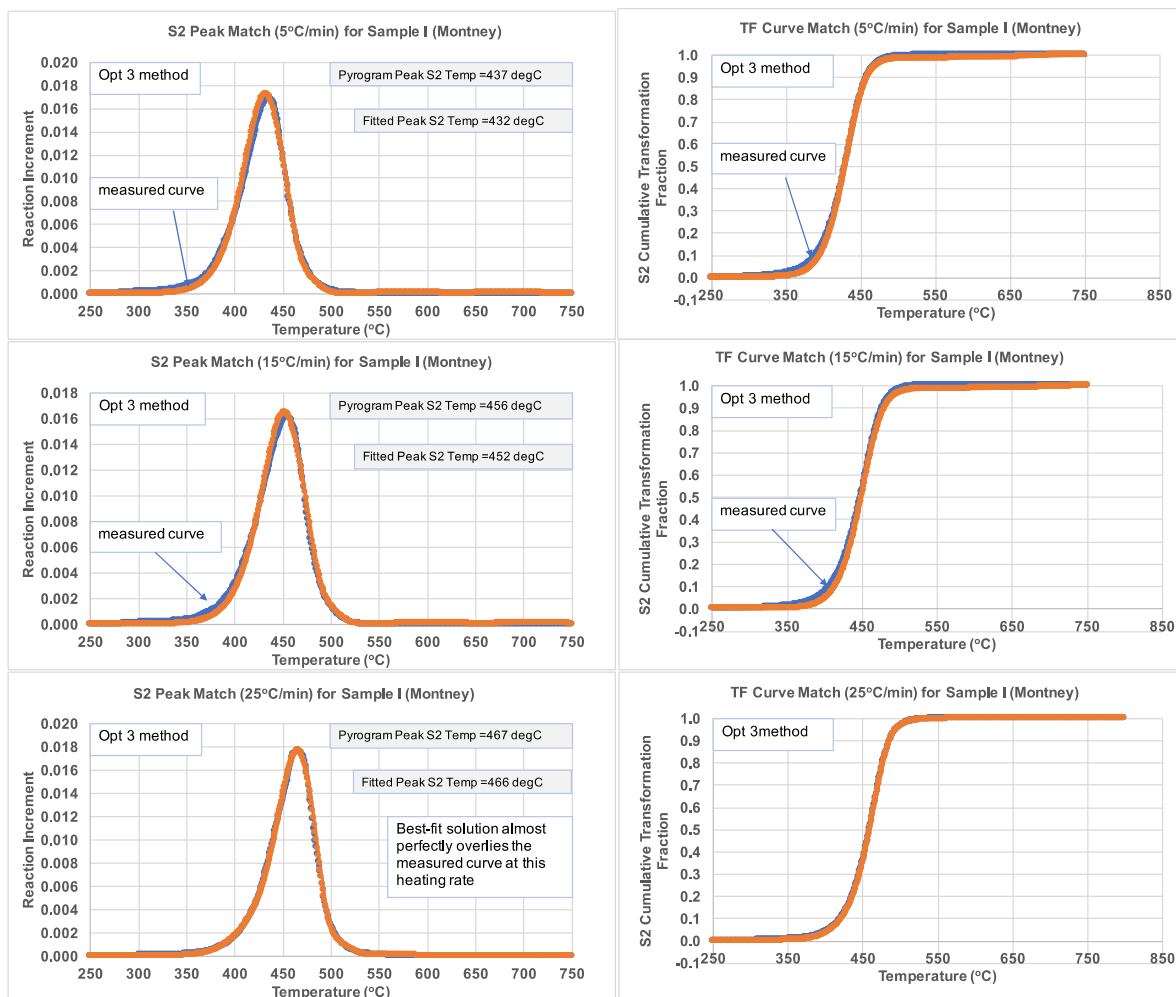 S2 Peak Match (5°C/min) for Sample I (Montney)
Reaction Increment
0.020
0.018
0.016
0.014
0.012
0.010
0.008
0.006
0.004
0.002
0.000
Opt 3 method
Pyrogram Peak S2 Temp =437 degC
Fitted Peak S2 Temp =432 degC
measured curve
250 300 350 400 450 500 550 600 650 700 750
Temperature (°C)
TF Curve Match (5°C/min) for Sample I (Montney)
S2 Cumulative Transformation
Fraction
1.0
0.9
0.8
0.7
0.6
0.5
0.4
0.3
0.2
0.1
0.0
-0.1
Opt 3 method
measured curve
250 350 450 550 650 750 850
Temperature (°C)
S2 Peak Match (15°C/min) for Sample I (Montney)
Reaction Increment
0.018
0.016
0.014
0.012
0.010
0.008
0.006
0.004
0.002
0.000
Opt 3 method
Pyrogram Peak S2 Temp =456 degC
Fitted Peak S2 Temp =452 degC
measured curve
250 300 350 400 450 500 550 600 650 700 750
Temperature (°C)
TF Curve Match (15°C/min) for Sample I (Montney)
S2 Cumulative Transformation
Fraction
1.0
0.9
0.8
0.7
0.6
0.5
0.4
0.3
0.2
0.1
0.0
-0.1
Opt 3 method
measured curve
250 350 450 550 650 750 850
Temperature (°C)
S2 Peak Match (25°C/min) for Sample I (Montney)
Reaction Increment
0.020
0.018
0.016
0.014
0.012
0.010
0.008
0.006
0.004
0.002
0.000
Opt 3 method
Pyrogram Peak S2 Temp =467 degC
Fitted Peak S2 Temp =466 degC
Best-fit solution almost
perfectly overlies the
measured curve at this
heating rate
250 300 350 400 450 500 550 600 650 700 750
Temperature (°C)
TF Curve Match (25°C/min) for Sample I (Montney)
S2 Cumulative Transformation
Fraction
1.0
0.9
0.8
0.7
0.6
0.5
0.4
0.3
0.2
0.1
0.0
-0.1
Opt 3method
250 350 450 550 650 750 850
Temperature (°C)